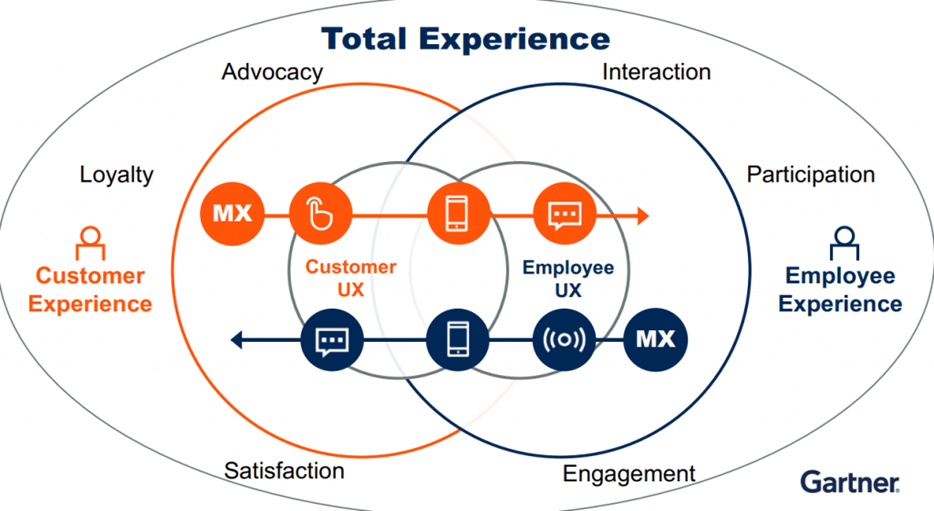 Total Experience
Advocacy
Interaction
Loyalty
Participation
MX
Customer
UX
Employee
UX
Customer
Experience
Employee
Experience
MX
Satisfaction
Engagement
Gartner.